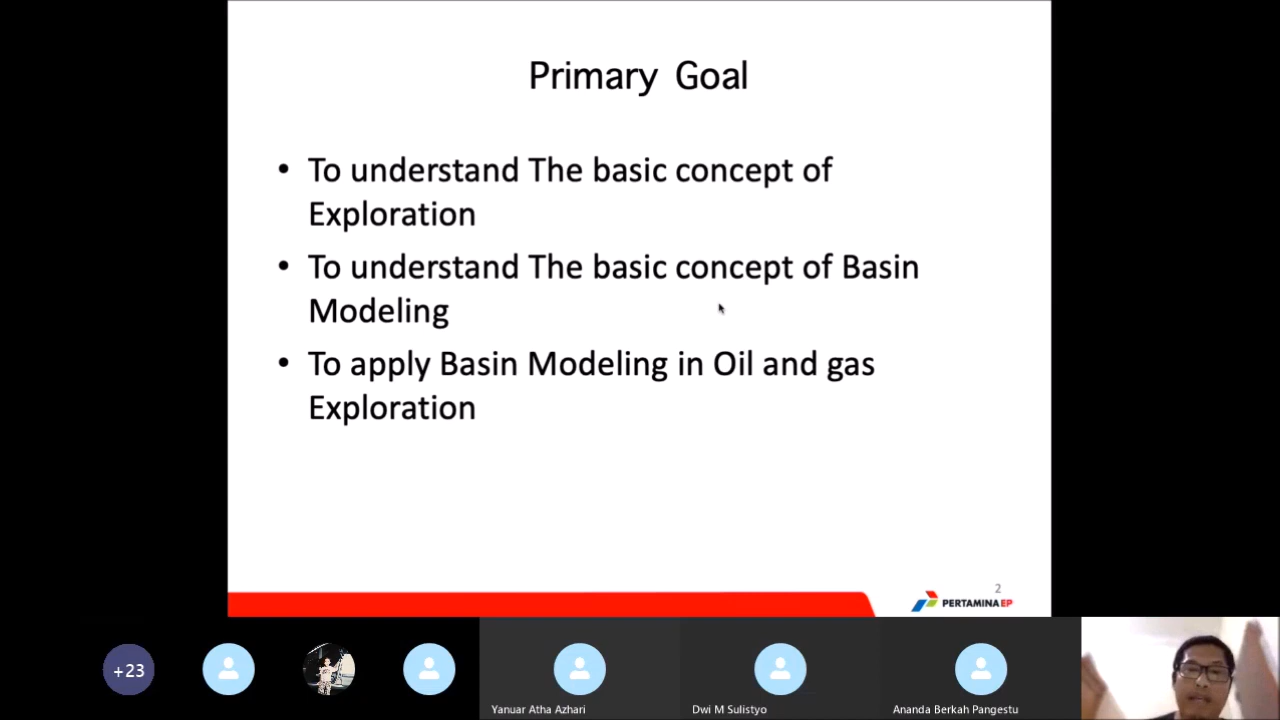 Primary Goal
• To understand The basic concept of
Exploration
• To understand The basic concept of Basin
Modeling
• To apply Basin Modeling in Oil and gas
Exploration
2
PERTAMINA EP
+23
Yanuar Atha Azhari
Dwi M Sulistyo
Ananda Berkah Pangestu